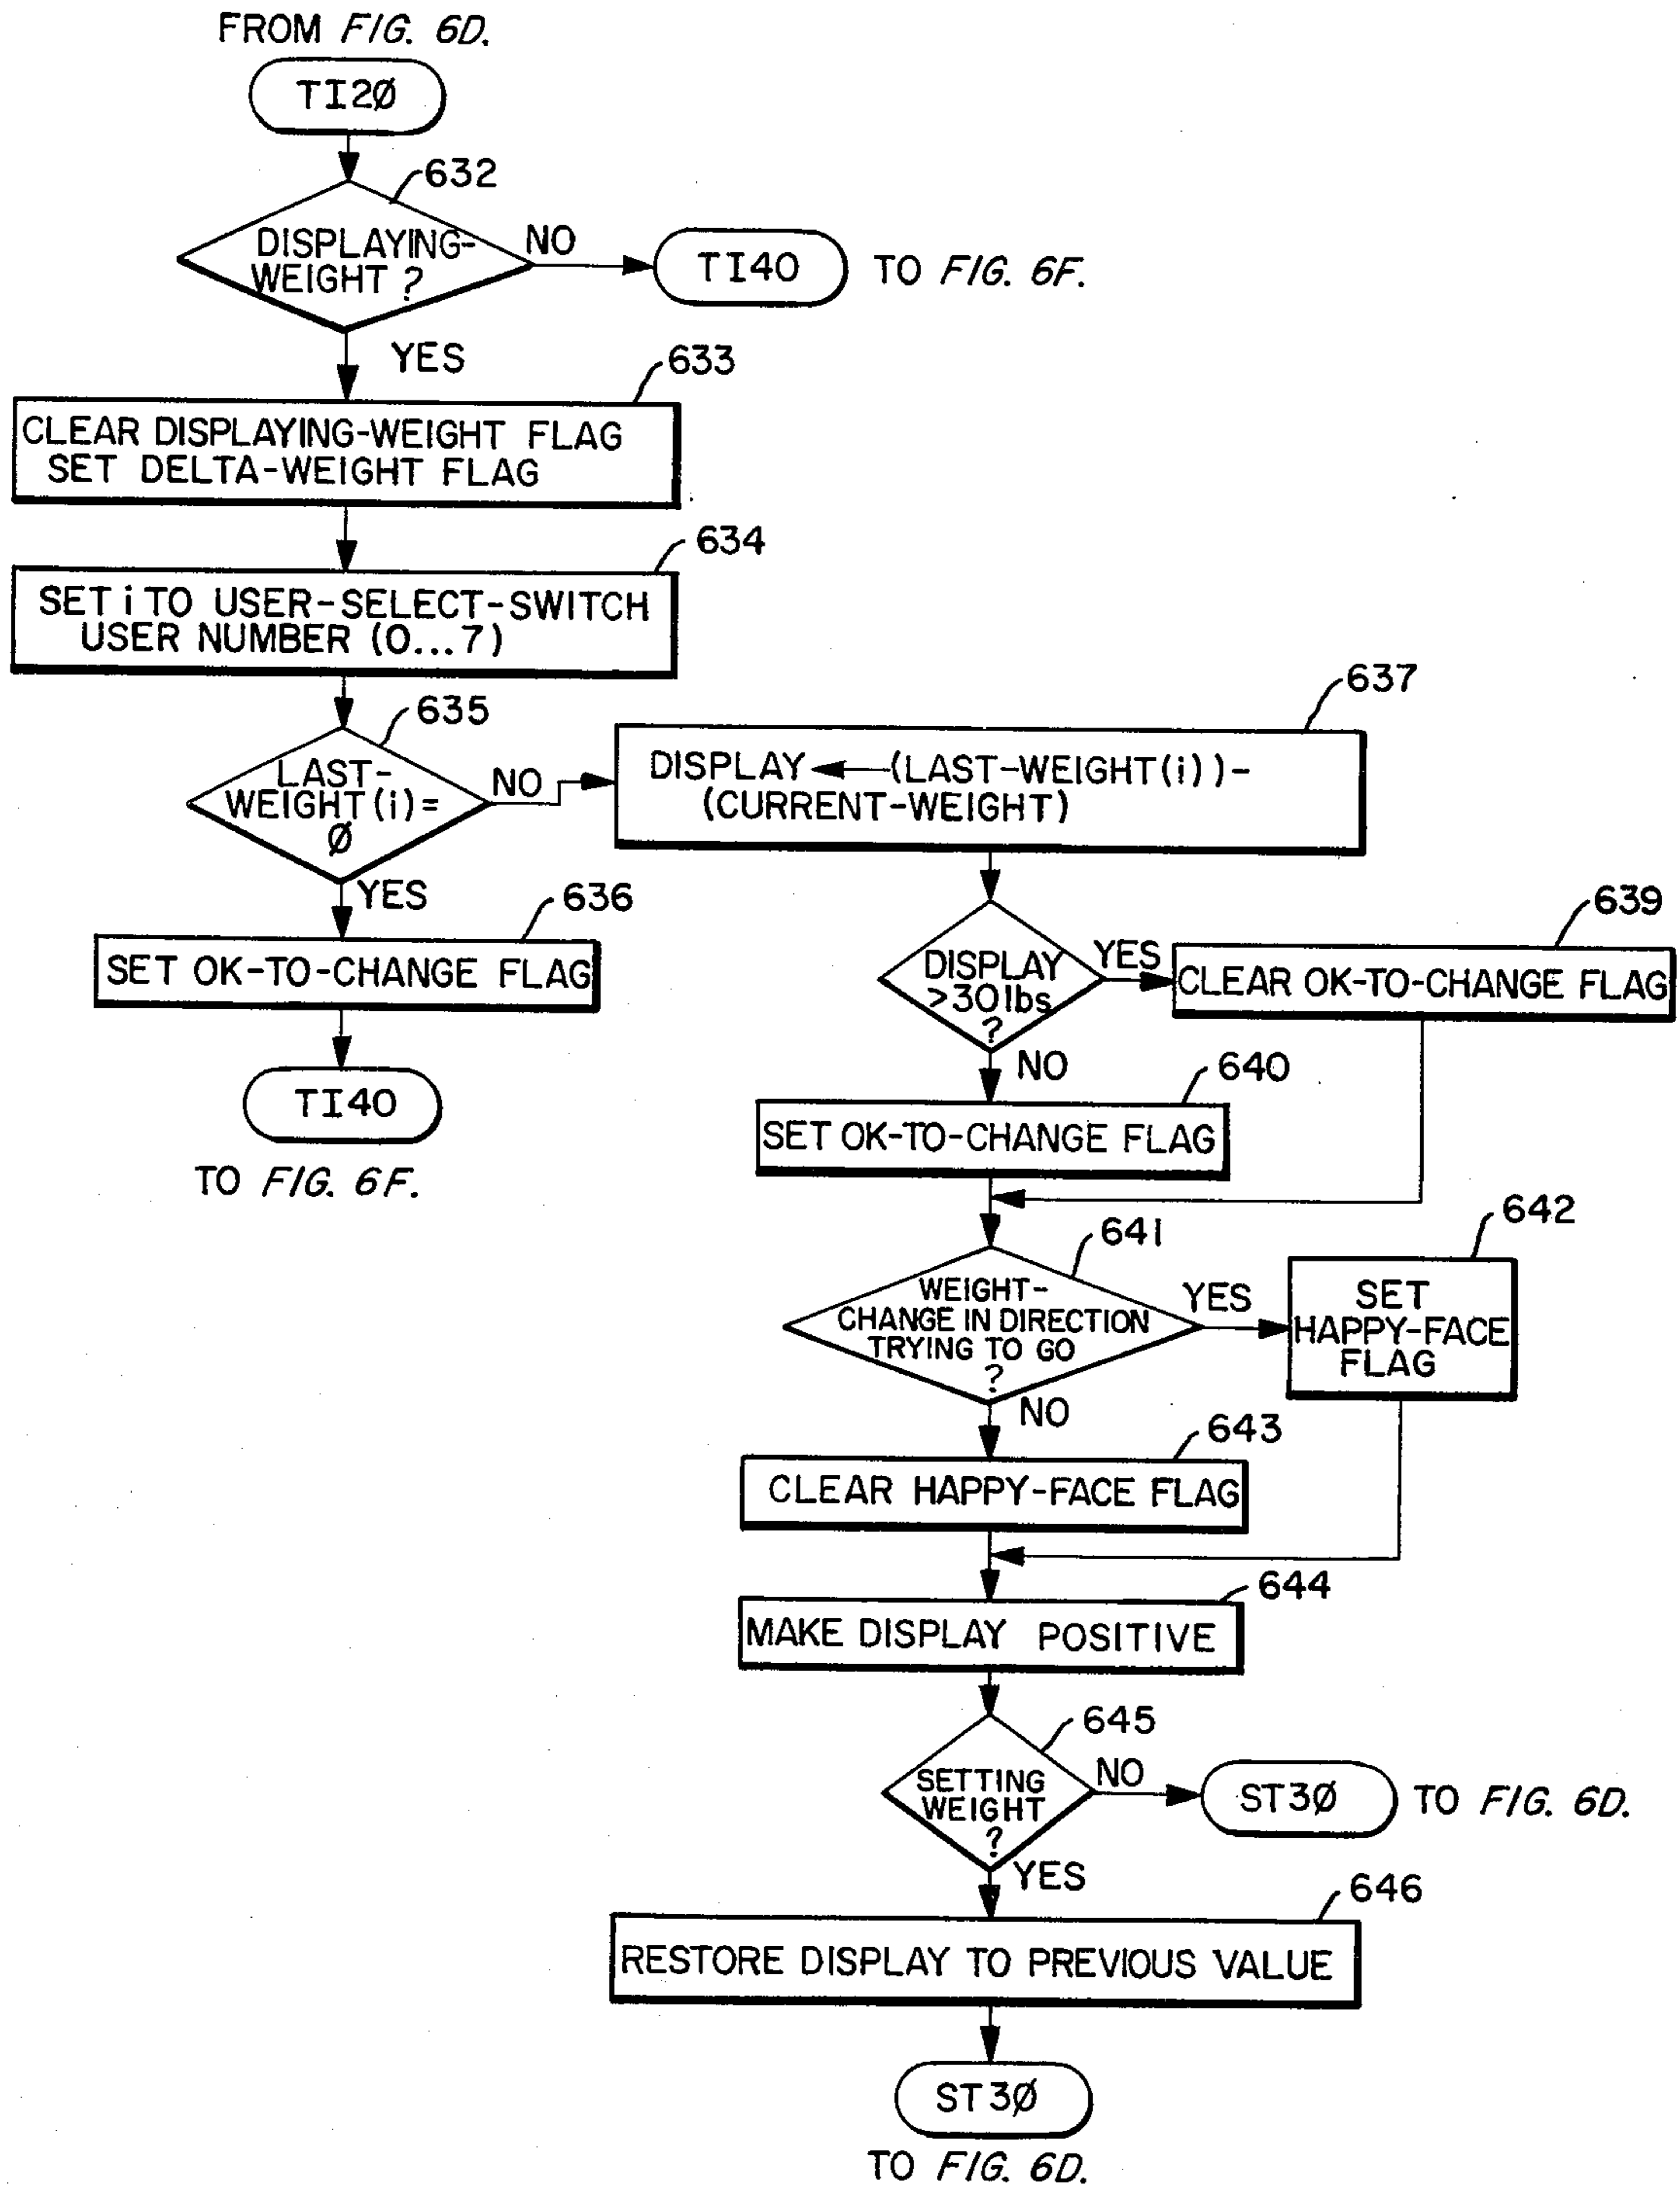 FROM FIG. 6D.
TI2Ø
632
DISPLAYING-
WEIGHT ?
NO
TI40
TO FIG. 6F.
YES
633
CLEAR DISPLAYING-WEIGHT FLAG
SET DELTA-WEIGHT FLAG
634
SET i TO USER-SELECT-SWITCH
USER NUMBER (0...7)
635
LAST-
WEIGHT (i) =
Ø
NO
637
DISPLAY ← (LAST-WEIGHT(i)) -
(CURRENT-WEIGHT)
YES
636
SET OK-TO-CHANGE FLAG
TI40
TO FIG. 6F.
DISPLAY
>30 lbs
?
YES
639
CLEAR OK-TO-CHANGE FLAG
NO
640
SET OK-TO-CHANGE FLAG
641
WEIGHT-
CHANGE IN DIRECTION
TRYING TO GO
?
YES
642
SET
HAPPY-FACE
FLAG
NO
643
CLEAR HAPPY-FACE FLAG
644
MAKE DISPLAY POSITIVE
645
SETTING
WEIGHT
?
NO
ST3Ø
TO FIG. 6D.
YES
646
RESTORE DISPLAY TO PREVIOUS VALUE
ST3Ø
TO FIG. 6D.